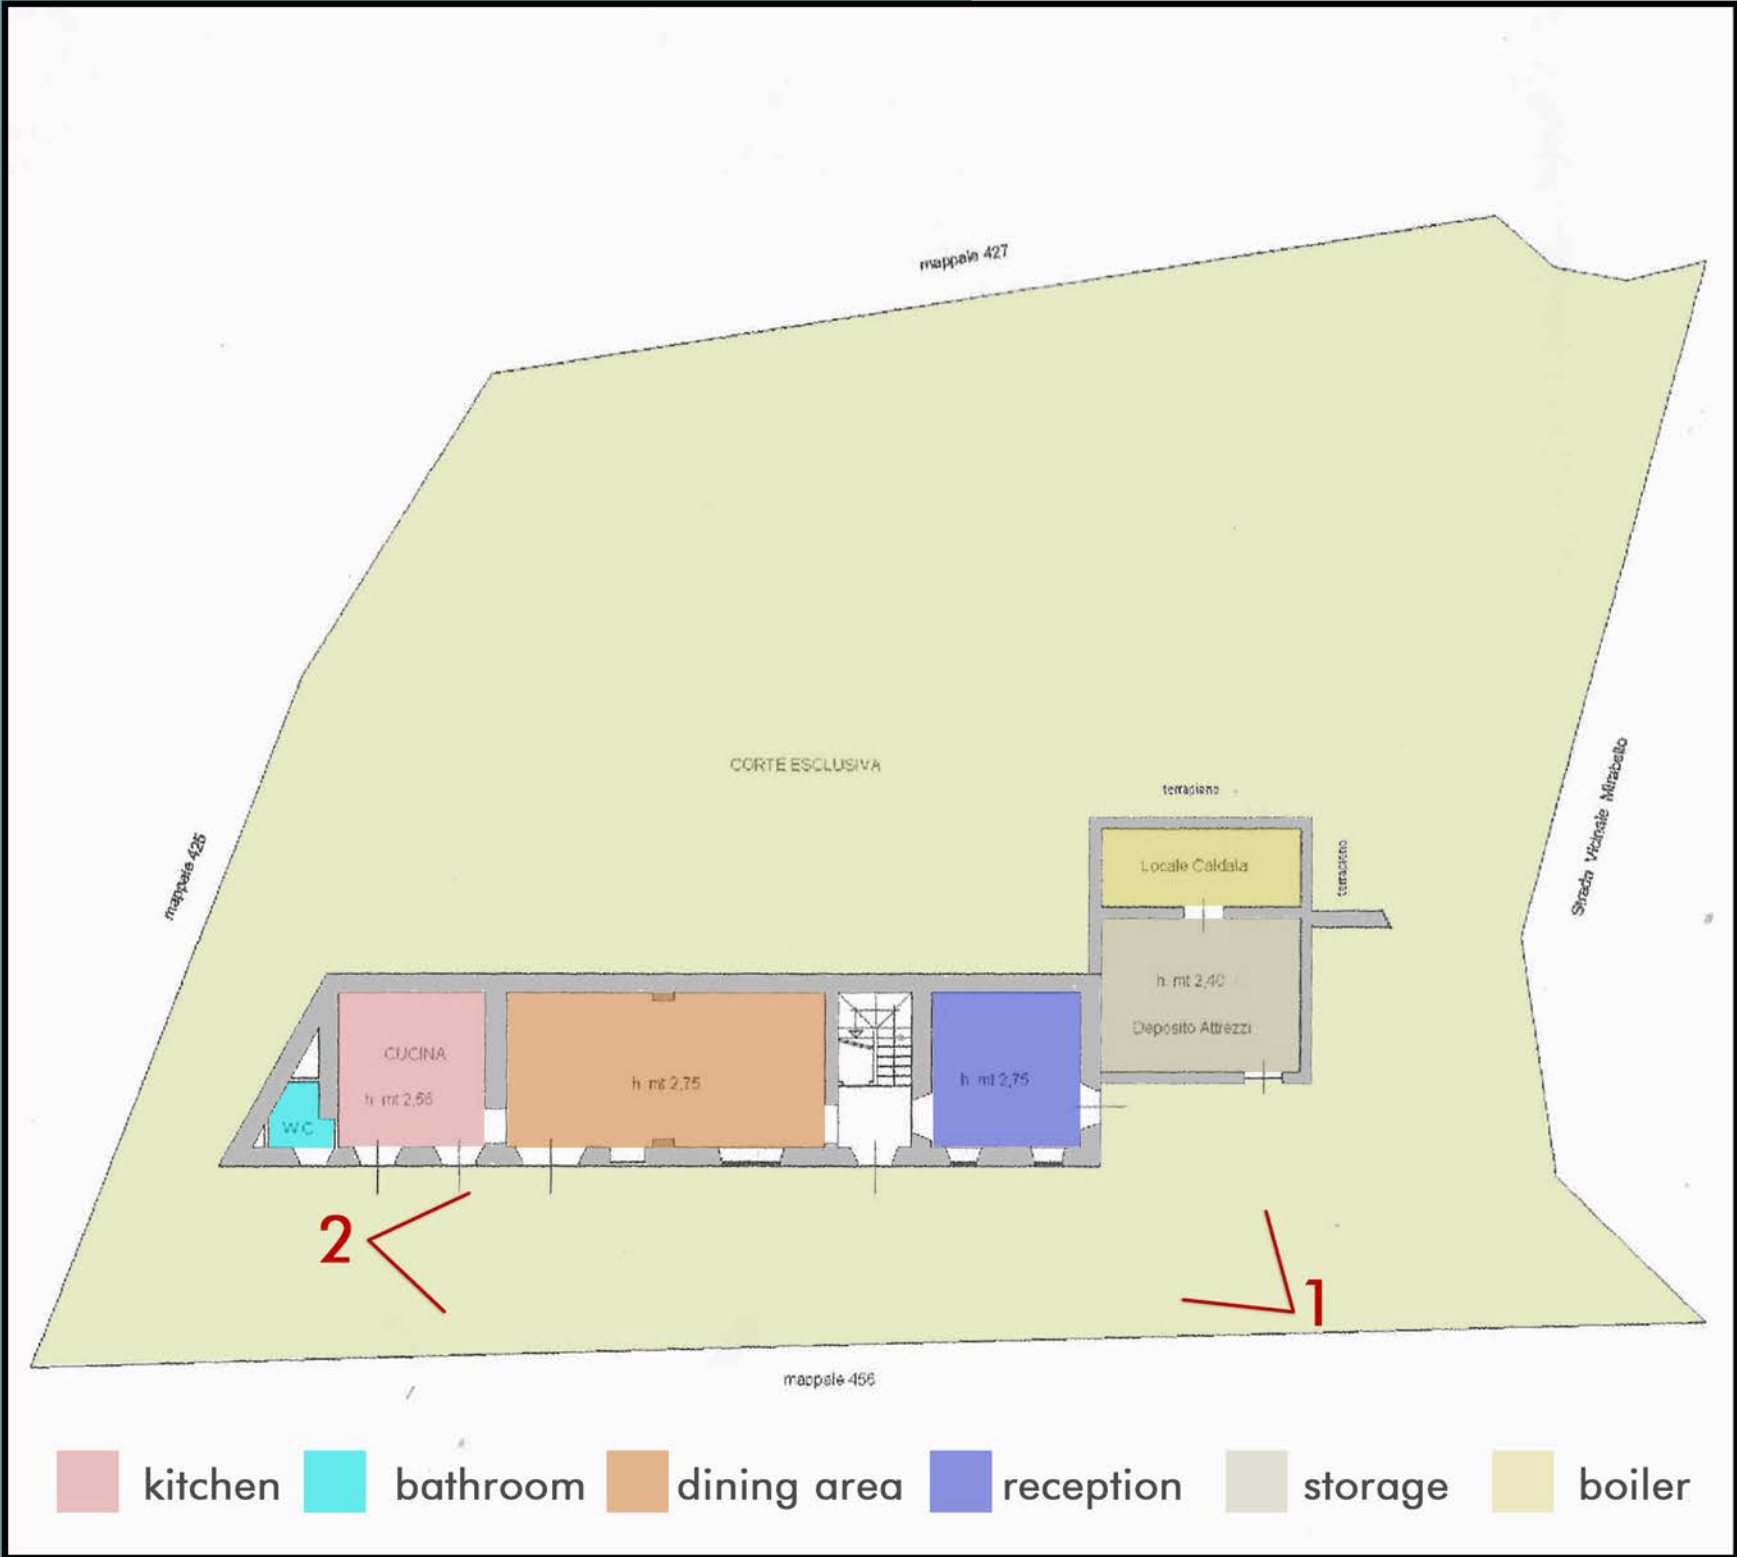 mappale 427
CORTE ESCLUSIVA
terrapieno
mappale 425
Strada Vicinale Mirabello
Locale Caldaia
terrapieno
h. mt 2,40
Deposito Attrezzi
CUCINA
h. mt 2,56
h. mt 2,75
h. mt 2,75
WC
2
1
mappale 456
kitchen bathroom dining area reception storage boiler